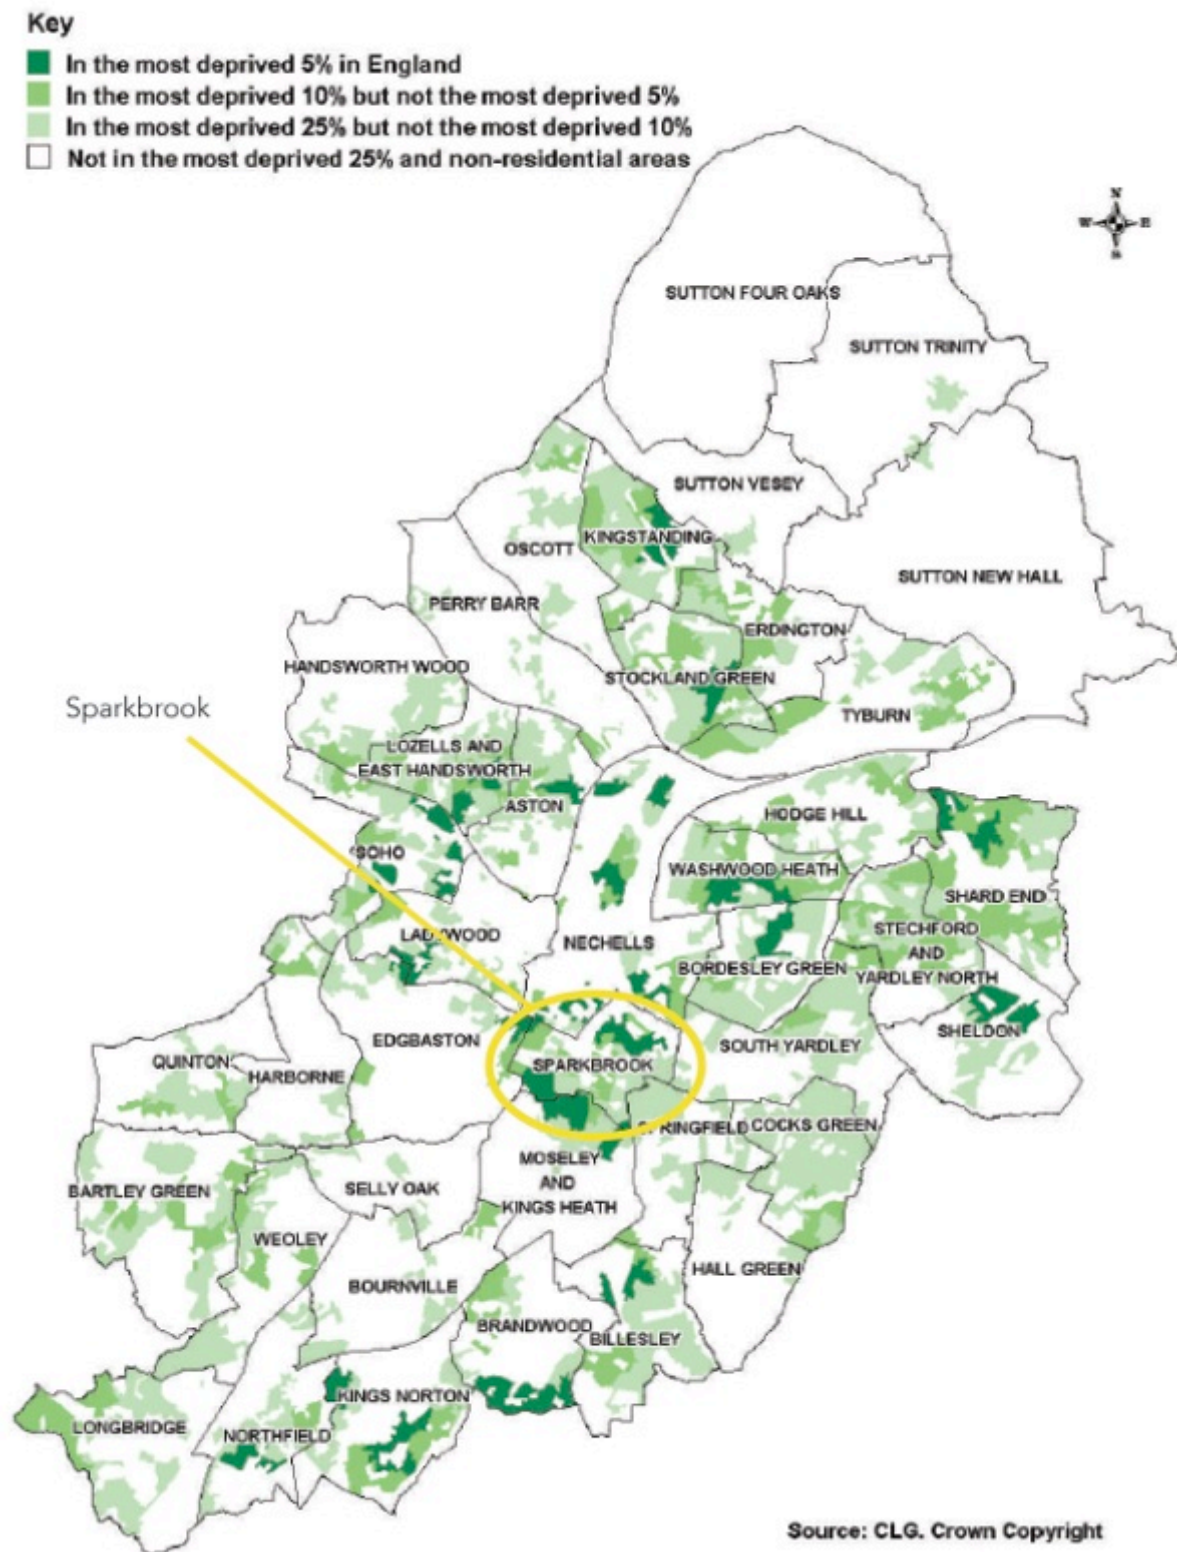 Key
In the most deprived 5% in England
In the most deprived 10% but not the most deprived 5%
In the most deprived 25% but not the most deprived 10%
Not in the most deprived 25% and non-residential areas
N
W
E
S
SUTTON FOUR OAKS
SUTTON TRINITY
SUTTON VESEY
KINGSTANDING
OSCOTT
SUTTON NEW HALL
PERRY BARR
ERDINGTON
HANDSWORTH WOOD
STOCKLAND GREEN
Sparkbrook
TYBURN
LOZELLS AND
EAST HANDSWORTH
ASTON
HODGE HILL
SOHO
WASHWOOD HEATH
SHARD END
LADYWOOD
NECHELLS
STECHFORD
AND
YARDLEY NORTH
BORDESLEY GREEN
SHELDON
EDGBASTON
SOUTH YARDLEY
QUINTON
HARBORNE
SPARKBROOK
SPRINGFIELD
COCKS GREEN
MOSELEY
AND
KINGS HEATH
BARTLEY GREEN
SELLY OAK
WEOLEY
HALL GREEN
BOURNVILLE
BRANDWOOD
BILLESLEY
KINGS NORTON
LONGBRIDGE
NORTHFIELD
Source: CLG. Crown Copyright